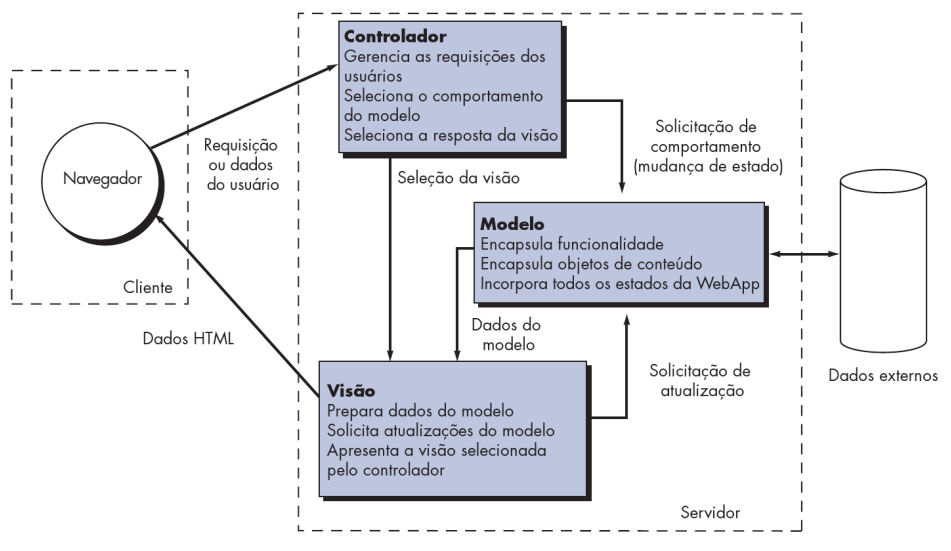 Controlador
Gerencia as requisições dos
usuários
Seleciona o comportamento
do modelo
Seleciona a resposta da visão
Navegador
Requisição
ou dados
do usuário
Cliente
Solicitação de
comportamento
(mudança de estado)
Seleção da visão
Modelo
Encapsula funcionalidade
Encapsula objetos de conteúdo
Incorpora todos os estados da WebApp
Dados externos
Dados HTML
Dados do
modelo
Solicitação de
atualização
Visão
Prepara dados do modelo
Solicita atualizações do modelo
Apresenta a visão selecionada
pelo controlador
Servidor